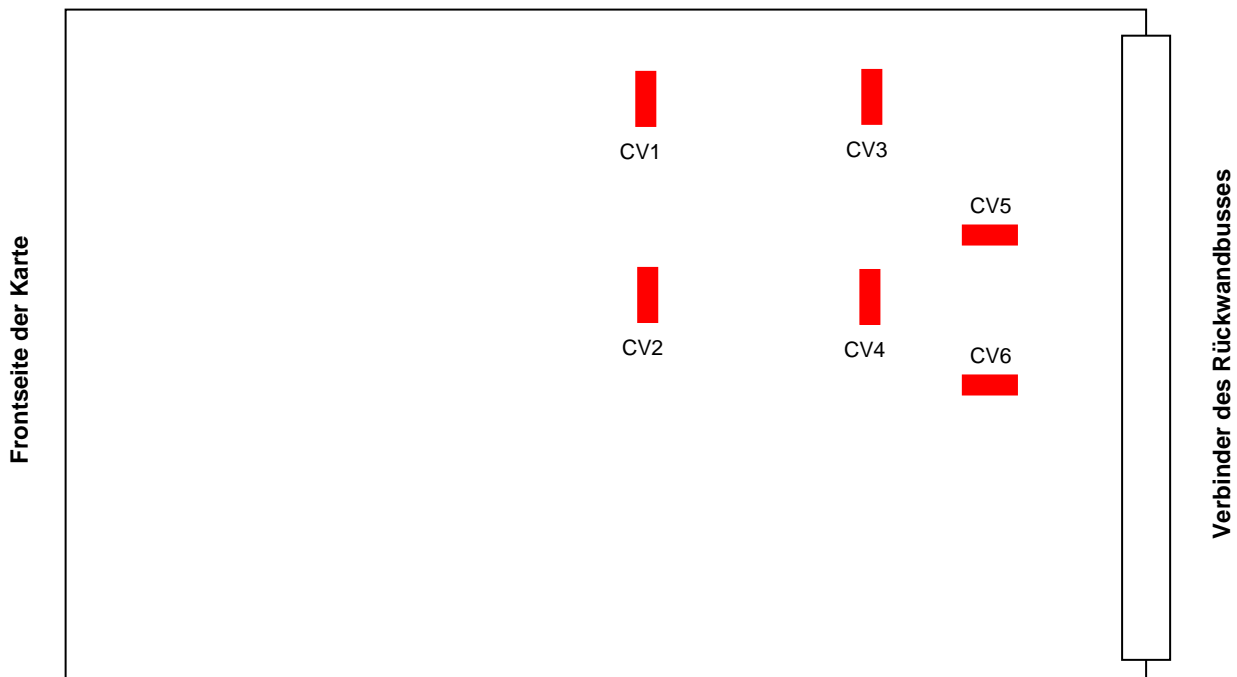 Frontseite der Karte
CV1
CV3
CV5
CV2
CV4
CV6
Verbinder des Rückwandbusses